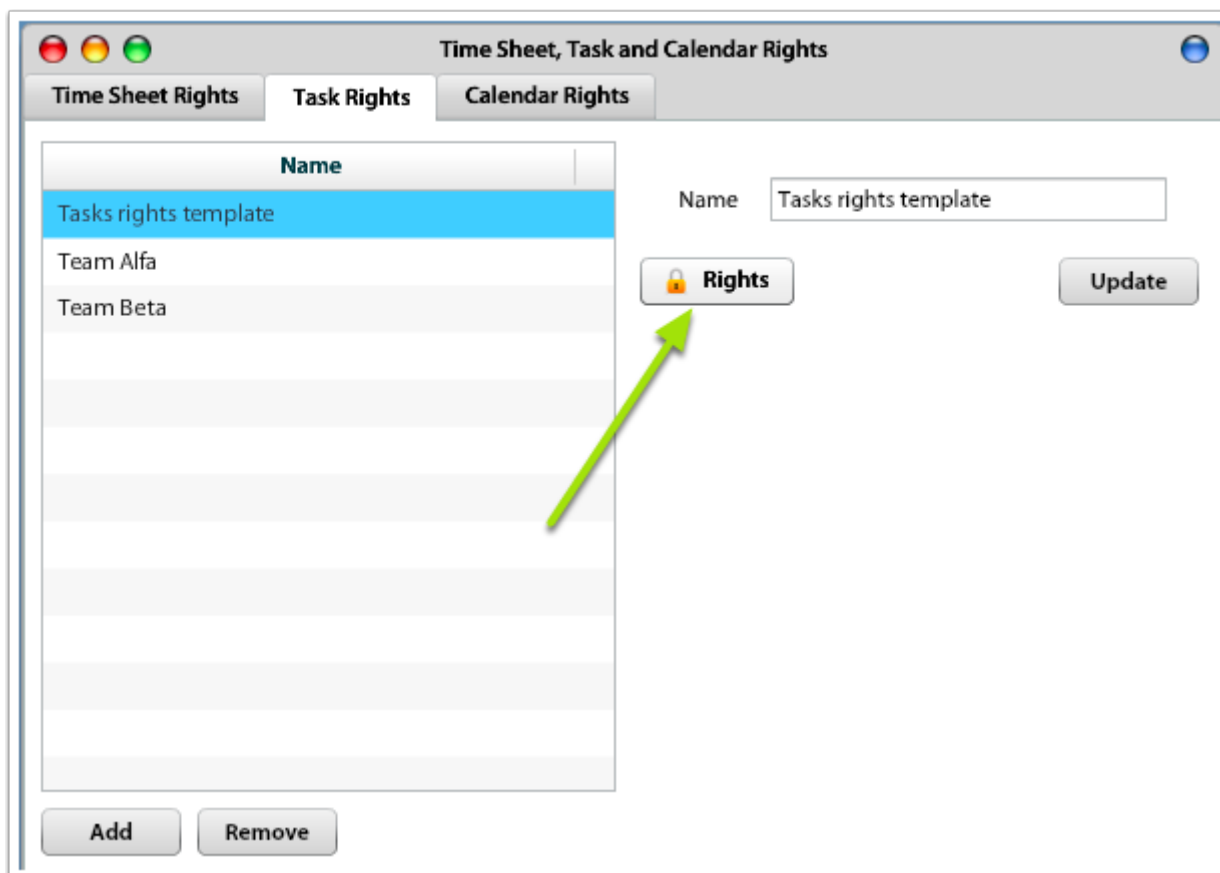 Time Sheet, Task and Calendar Rights
Time Sheet Rights
Task Rights
Calendar Rights
Name
Tasks rights template
Team Alfa
Team Beta
Name
Tasks rights template
Rights
Update
Add
Remove